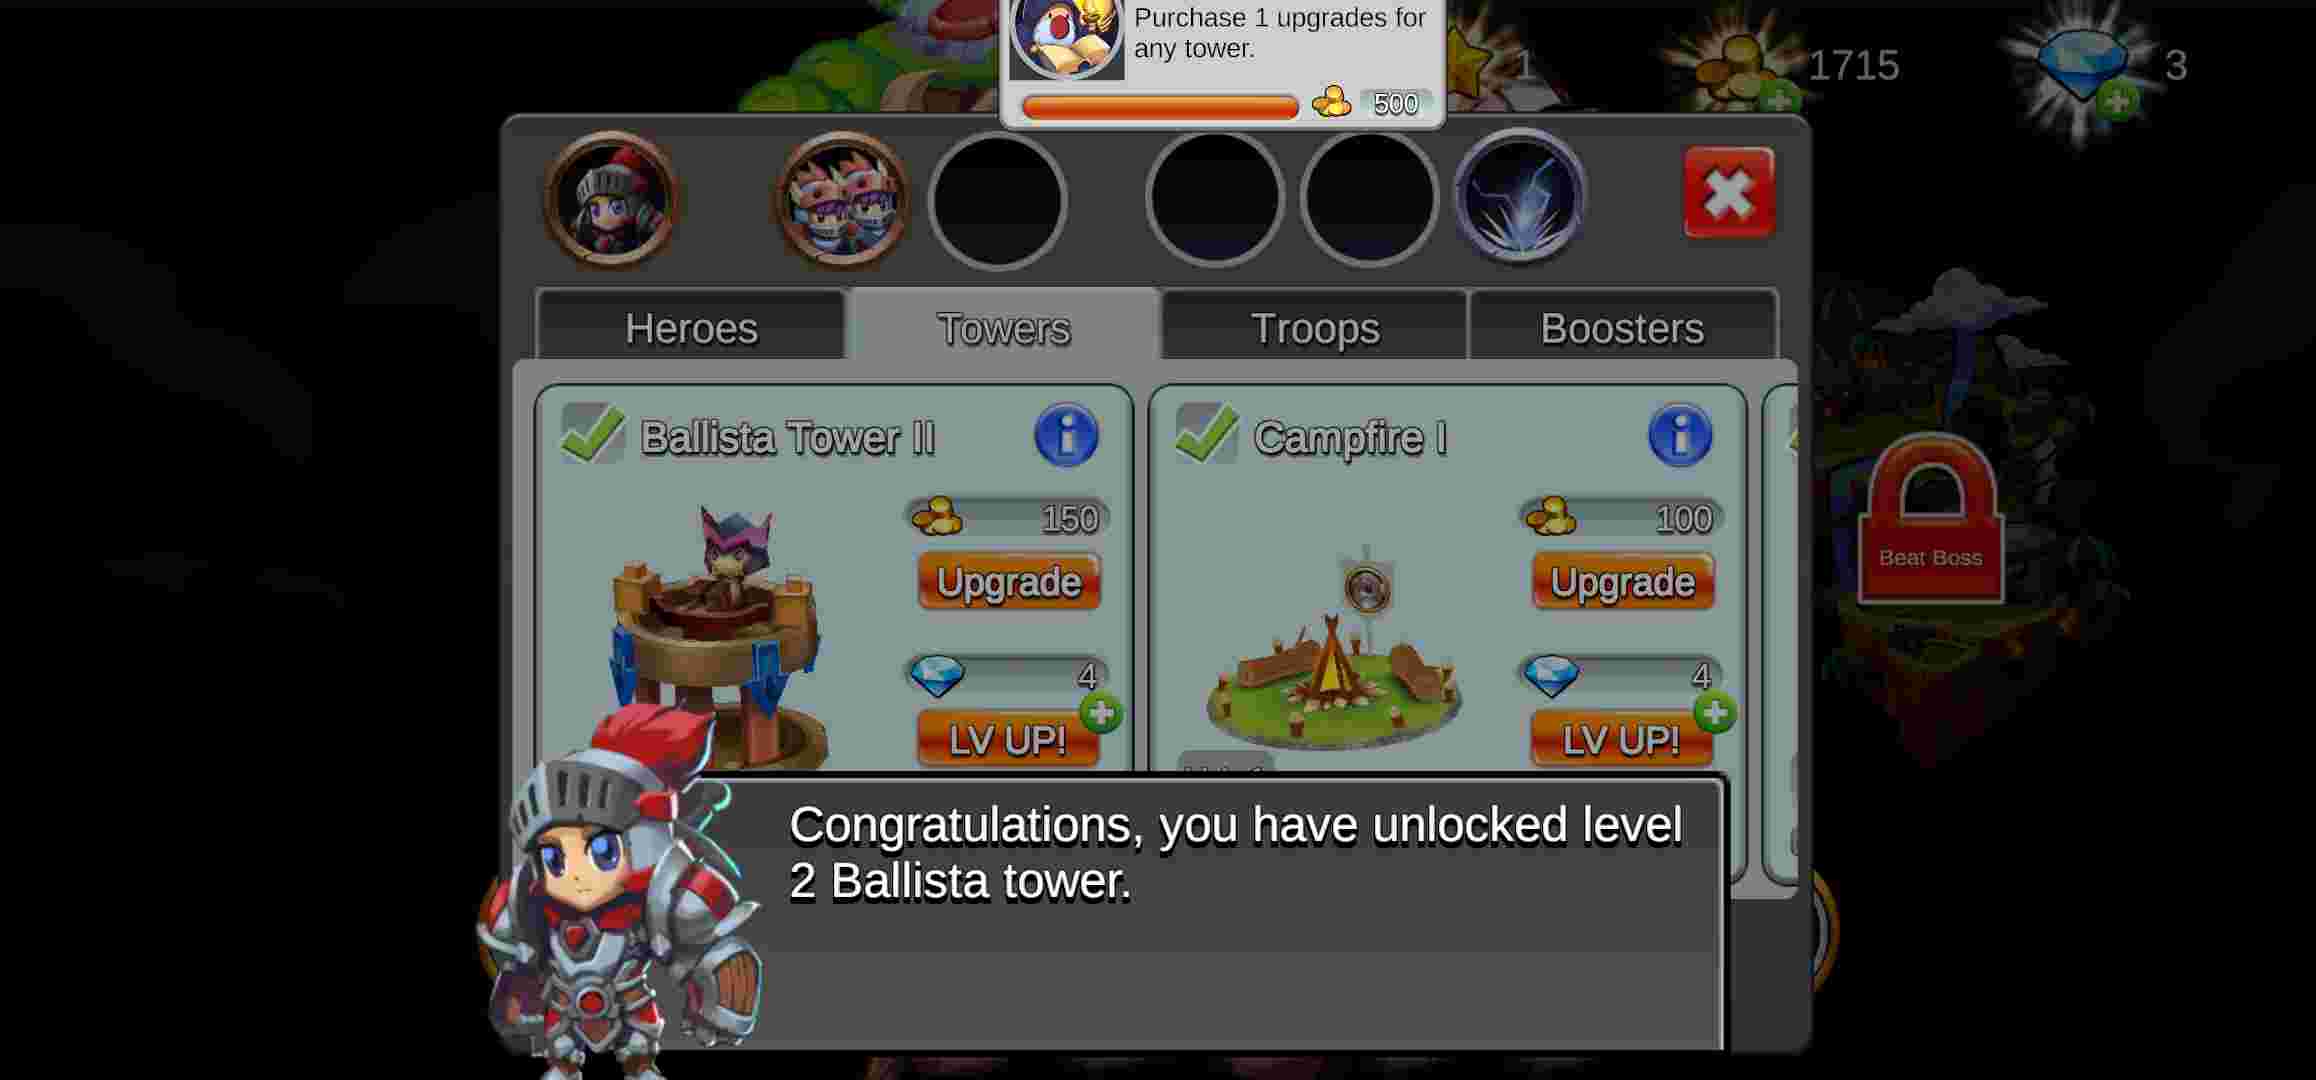 Purchase 1 upgrades for
any tower.
500
1
1715
3
Heroes
Towers
Troops
Boosters
Ballista Tower II
150
Upgrade
4
LV UP!
Campfire I
100
Upgrade
4
LV UP!
Beat Boss
Congratulations, you have unlocked level
2 Ballista tower.